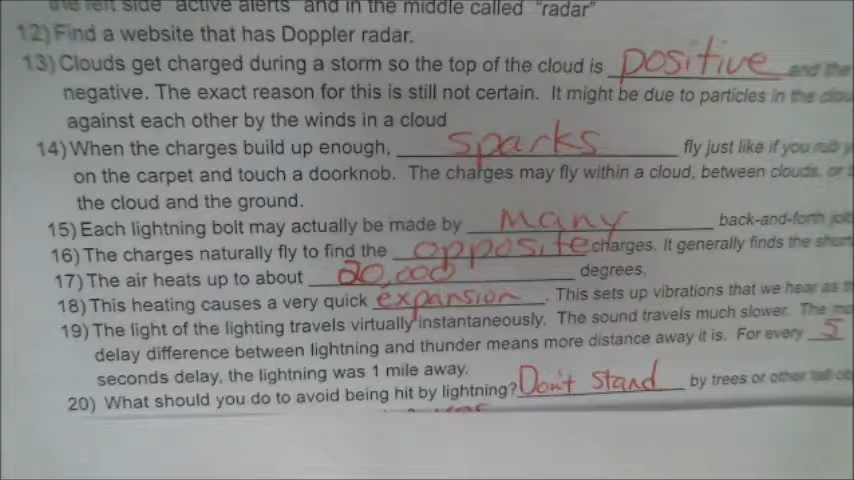 the left side "active alerts" and in the middle called "radar"
12) Find a website that has Doppler radar.
13) Clouds get charged during a storm so the top of the cloud is positive and the
negative. The exact reason for this is still not certain. It might be due to particles in the
against each other by the winds in a cloud
14) When the charges build up enough, sparks fly just like if you rub
on the carpet and touch a doorknob. The charges may fly within a cloud, between clouds, or
the cloud and the ground.
15) Each lightning bolt may actually be made by many back-and-forth
16) The charges naturally fly to find the opposite charges. It generally finds the
17) The air heats up to about 20,000 degrees.
18) This heating causes a very quick expansion. This sets up vibrations that we hear as
19) The light of the lighting travels virtually instantaneously. The sound travels much slower. The
delay difference between lightning and thunder means more distance away it is. For every 5
seconds delay, the lightning was 1 mile away.
20) What should you do to avoid being hit by lightning? Don't stand by trees or other tall